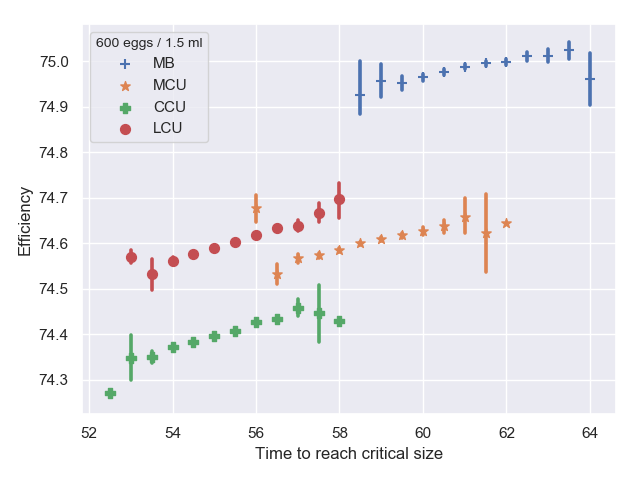 600 eggs / 1.5 ml
MB
MCU
CCU
LCU
75.0
74.9
74.8
74.7
74.6
74.5
74.4
74.3
Efficiency
52 54 56 58 60 62 64
Time to reach critical size